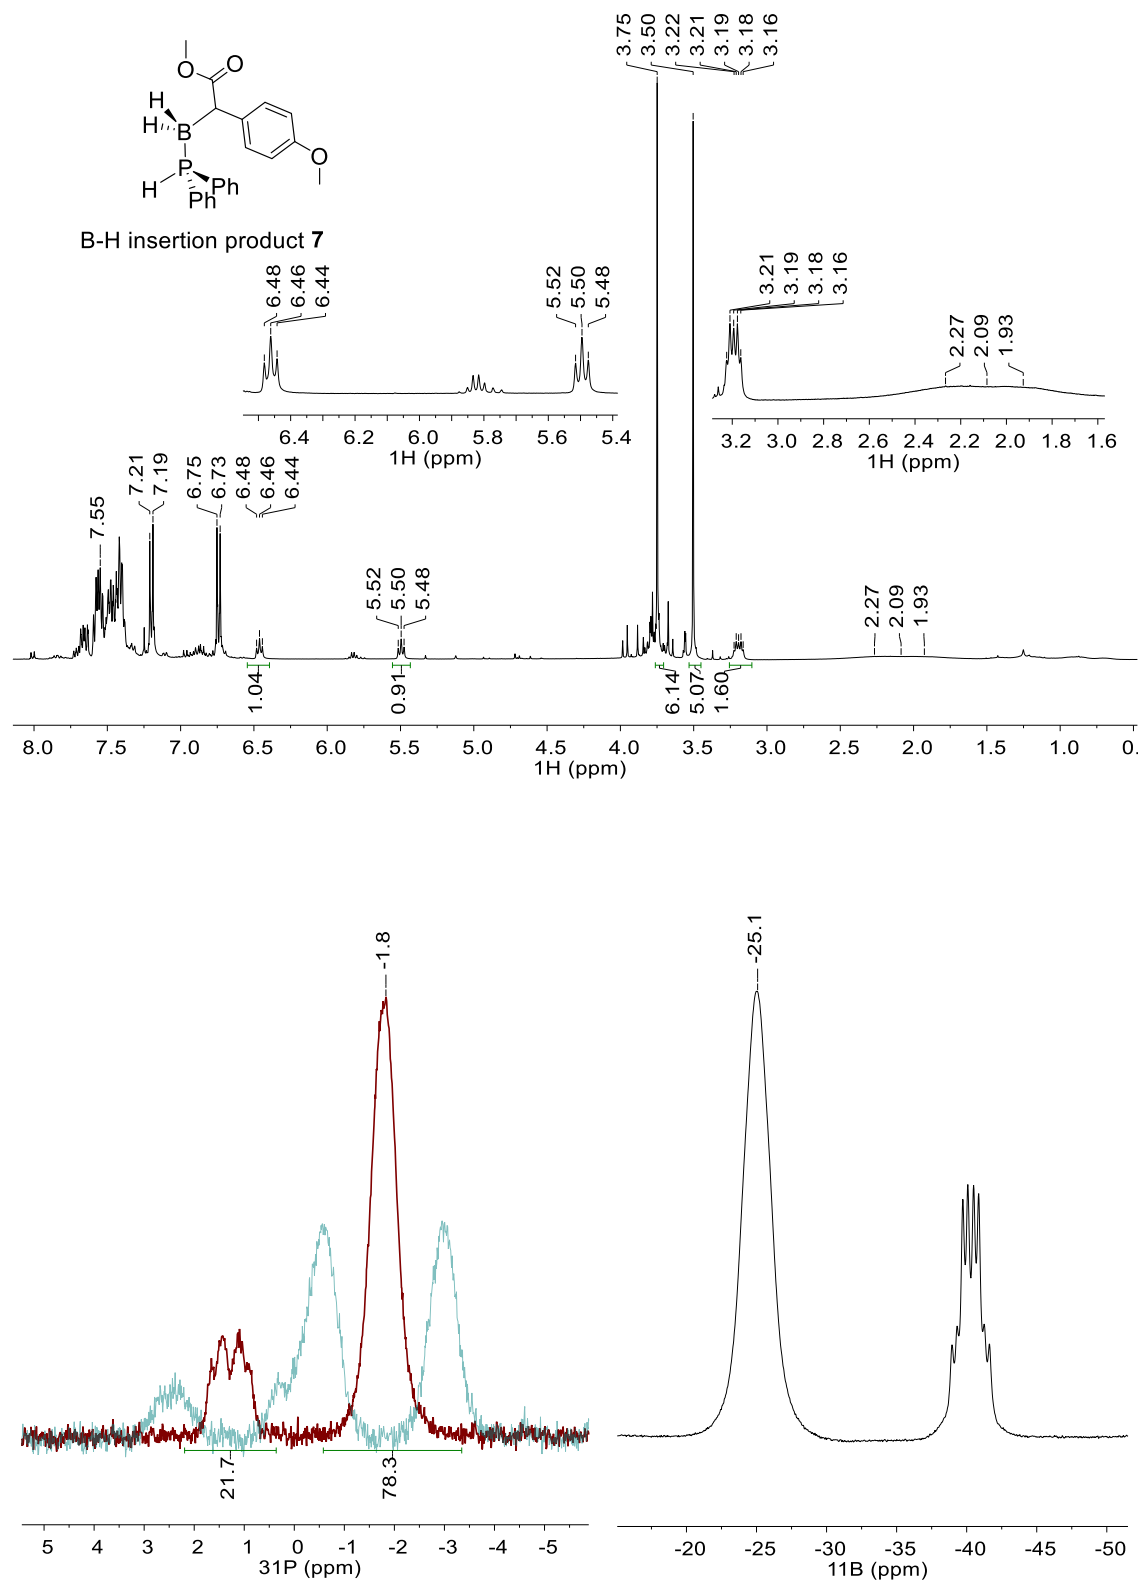 3.75
3.50
3.22
3.21
3.19
3.18
3.16
O
O
H
H
B
P
H
Ph
Ph
O
B-H insertion product 7
6.48
6.46
6.44
5.52
5.50
5.48
3.21
3.19
3.18
3.16
2.27
2.09
1.93
6.4 6.2 6.0 5.8 5.6 5.4
1H (ppm)
3.2 3.0 2.8 2.6 2.4 2.2 2.0 1.8 1.6
1H (ppm)
7.55
7.21
7.19
6.75
6.73
6.48
6.46
6.44
5.52
5.50
5.48
2.27
2.09
1.93
1.04
0.91
6.14
5.07
1.60
8.0 7.5 7.0 6.5 6.0 5.5 5.0 4.5 4.0 3.5 3.0 2.5 2.0 1.5 1.0 0.
1H (ppm)
-1.8
21.7
78.3
5 4 3 2 1 0 -1 -2 -3 -4 -5
31P (ppm)
-25.1
-20 -25 -30 -35 -40 -45 -50
11B (ppm)